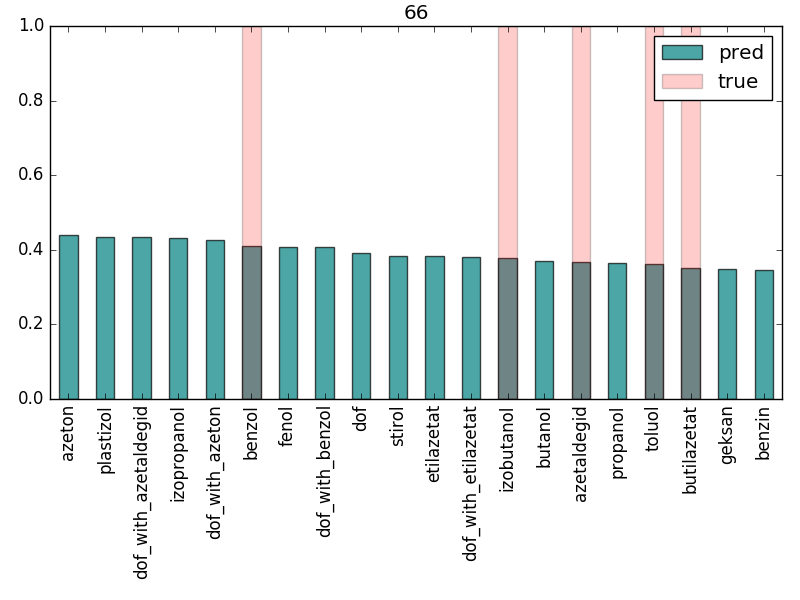 66
1.0
0.8
0.6
0.4
0.2
0.0
pred
true
azeton
plastizol
dof_with_azetaldegid
izopropanol
dof_with_azeton
benzol
fenol
dof_with_benzol
dof
stirol
etilazetat
dof_with_etilazetat
izobutanol
butanol
azetaldegid
propanol
toluol
butilazetat
geksan
benzin